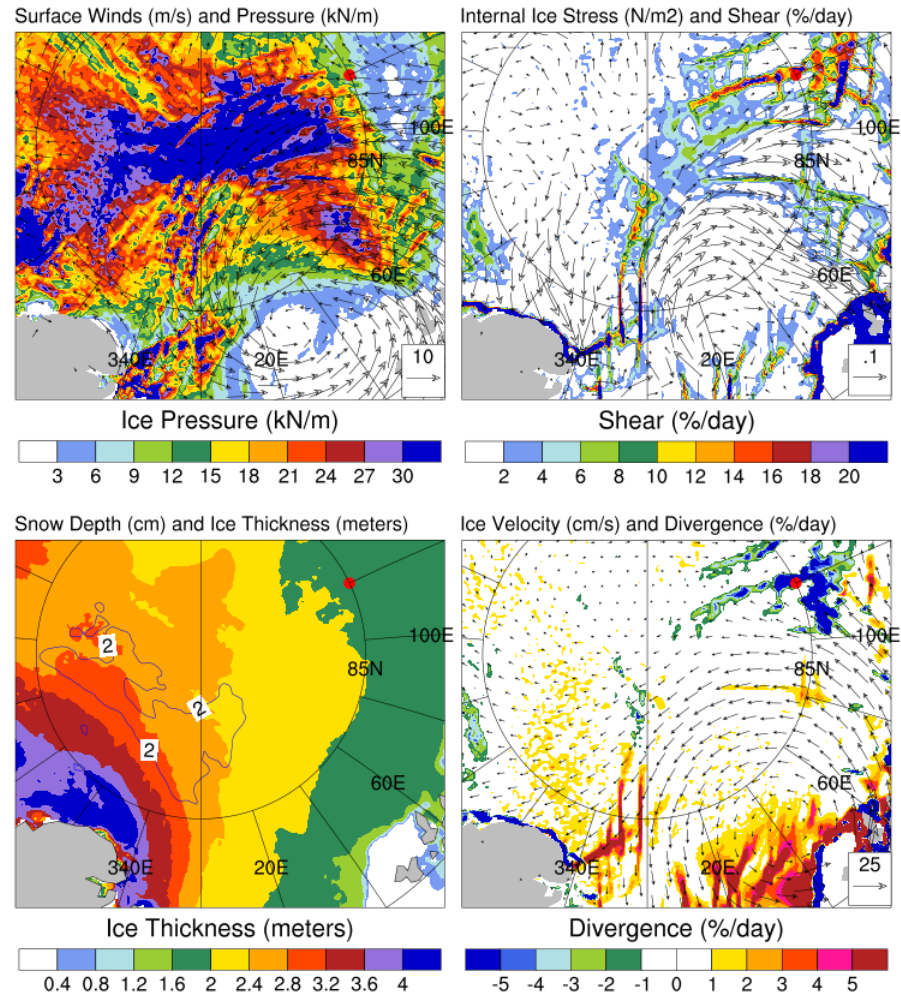 Surface Winds (m/s) and Pressure (kN/m)
100E
85N
60E
340E
20E
10
Ice Pressure (kN/m)
3 6 9 12 15 18 21 24 27 30
Internal Ice Stress (N/m2) and Shear (%/day)
100E
85N
60E
340E
20E
.1
Shear (%/day)
2 4 6 8 10 12 14 16 18 20
Snow Depth (cm) and Ice Thickness (meters)
2
100E
85N
2
2
60E
340E
20E
Ice Thickness (meters)
0.4 0.8 1.2 1.6 2 2.4 2.8 3.2 3.6 4
Ice Velocity (cm/s) and Divergence (%/day)
100E
85N
60E
340E
20E
25
Divergence (%/day)
-5 -4 -3 -2 -1 0 1 2 3 4 5